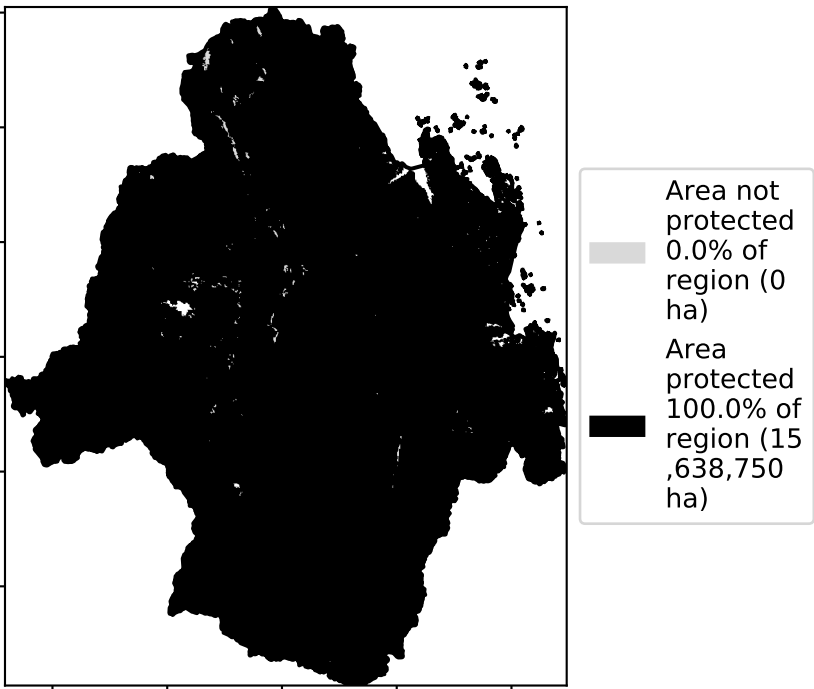 Area not
protected
0.0% of
region (0
ha)
Area
protected
100.0% of
region (15
,638,750
ha)